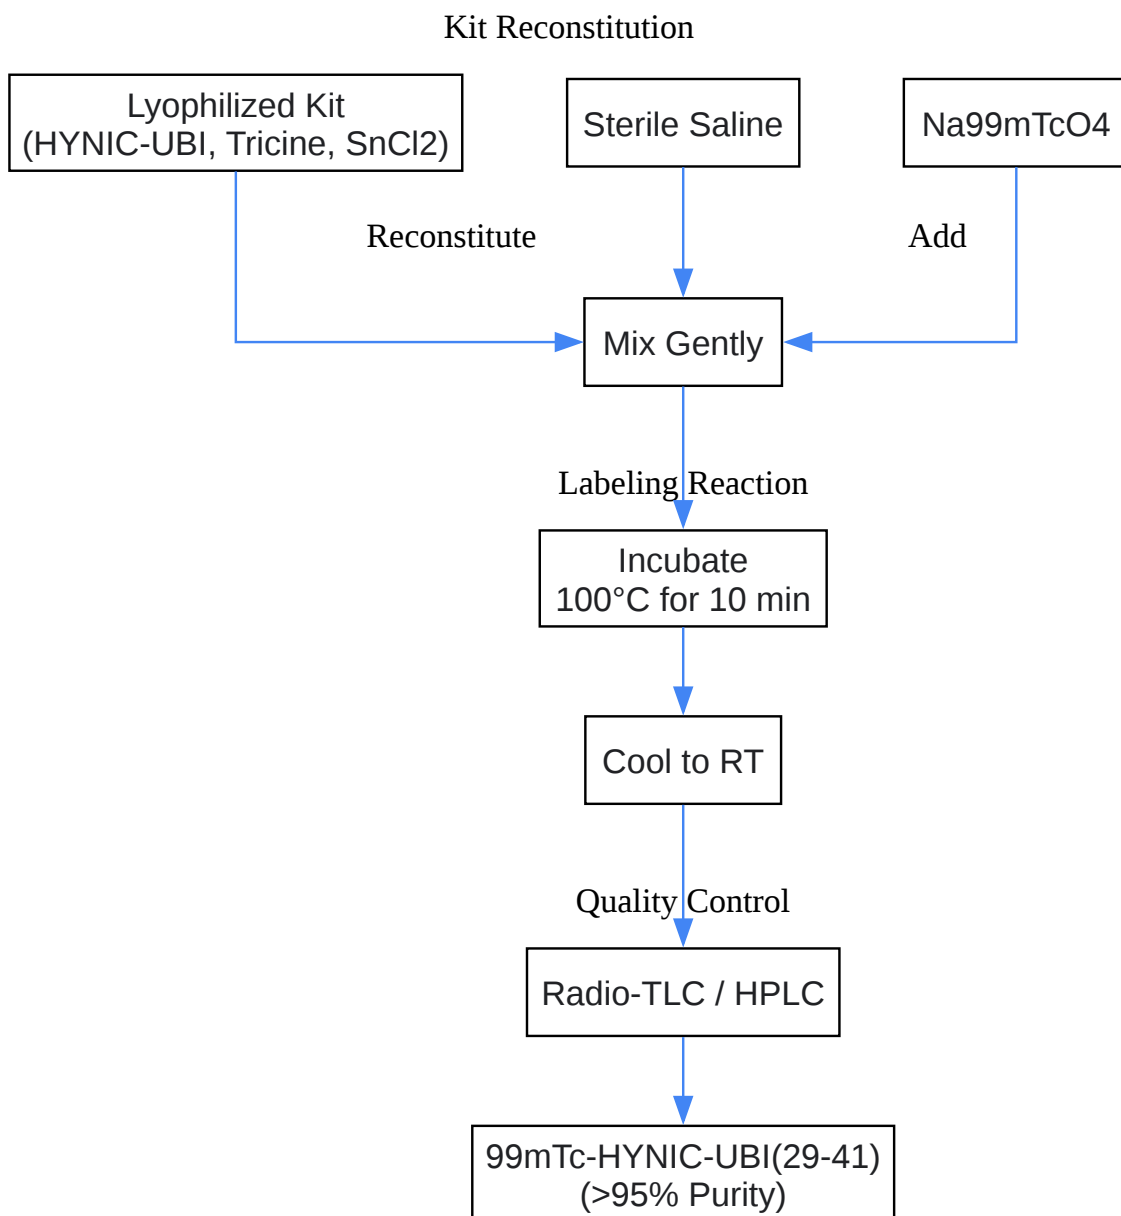 Kit Reconstitution
Lyophilized Kit
(HYNIC-UBI, Tricine, SnCl2)
Sterile Saline
Na99mTcO4
Reconstitute
Add
Mix Gently
Labeling Reaction
Incubate
100°C for 10 min
Cool to RT
Quality Control
Radio-TLC / HPLC
99mTc-HYNIC-UBI(29-41)
(>95% Purity)